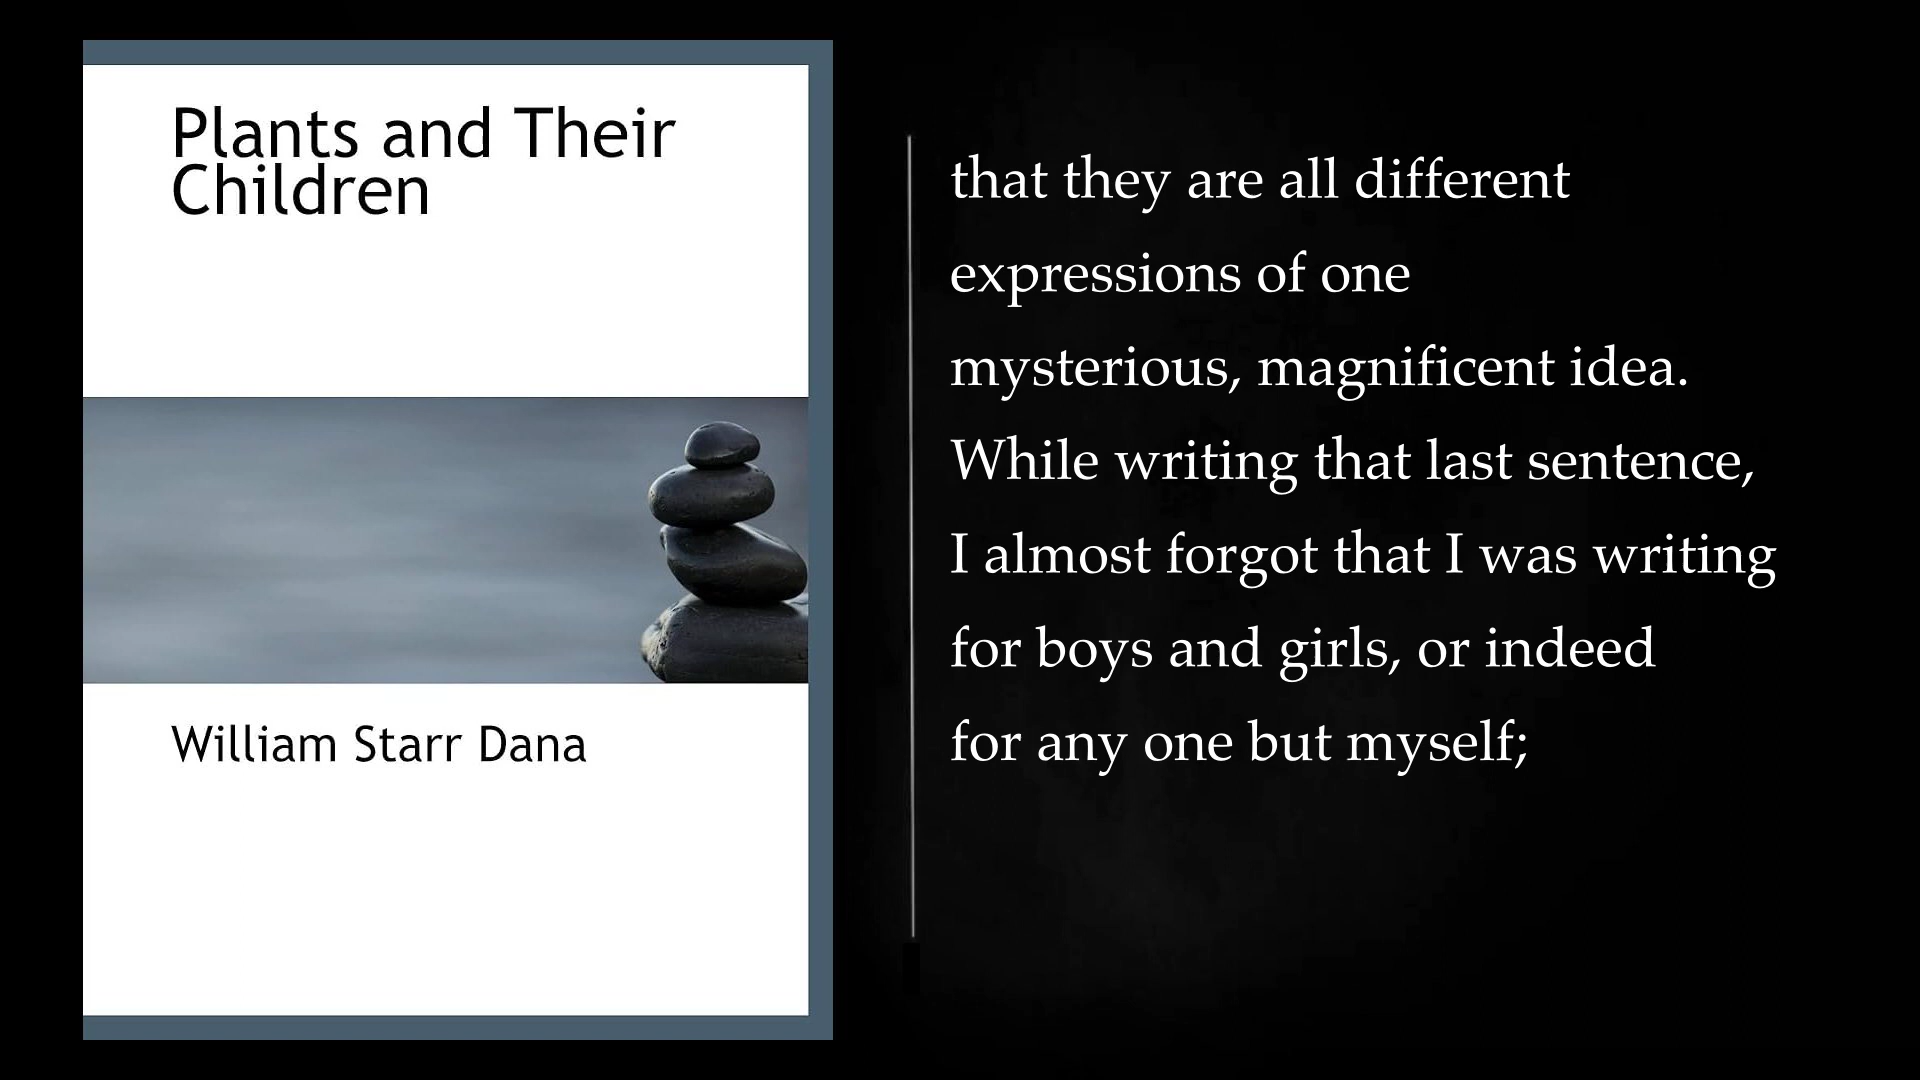 Plants and Their
Children
William Starr Dana
that they are all different
expressions of one
mysterious, magnificent idea.
While writing that last sentence,
I almost forgot that I was writing
for boys and girls, or indeed
for any one but myself;